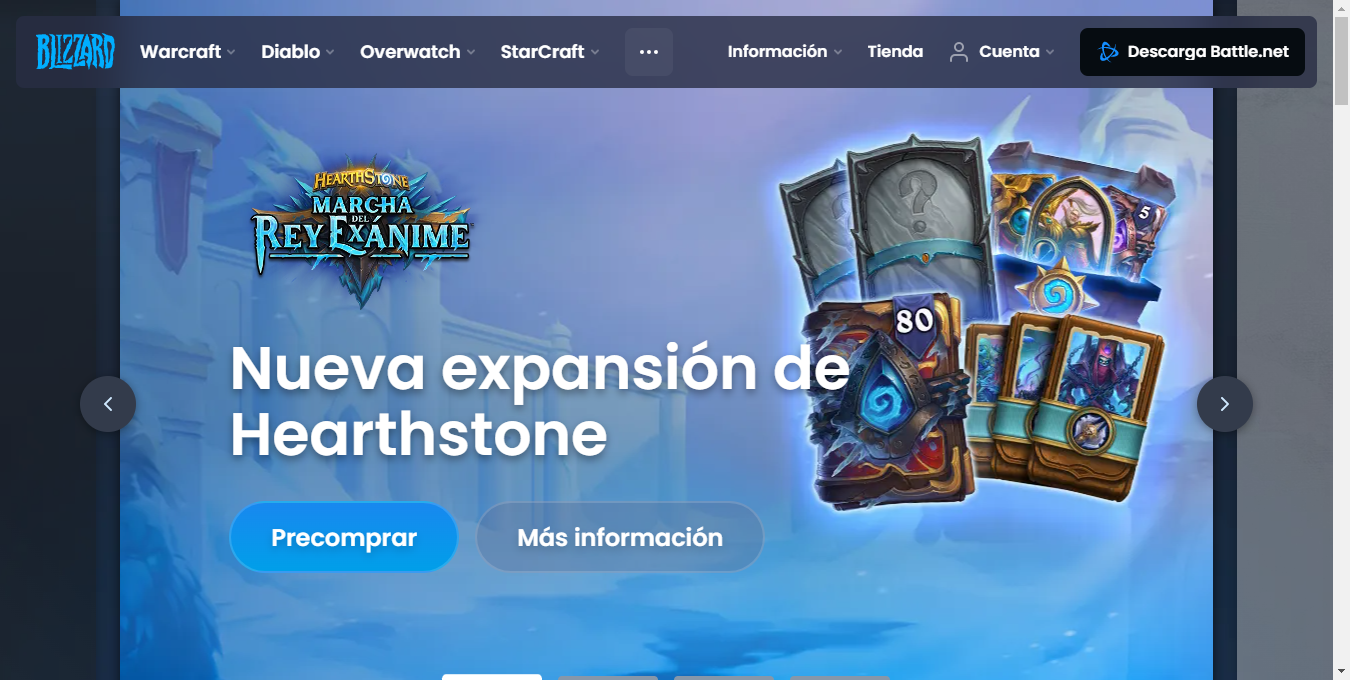 BLIZZARD
Warcraft
Diablo
Overwatch
StarCraft
Información
Tienda
Cuenta
Descarga Battle.net
HEARTHSTONE
MARCHA
DEL
REY EXÁNIME
5
80
Nueva expansión de
Hearthstone
Precomprar
Más información